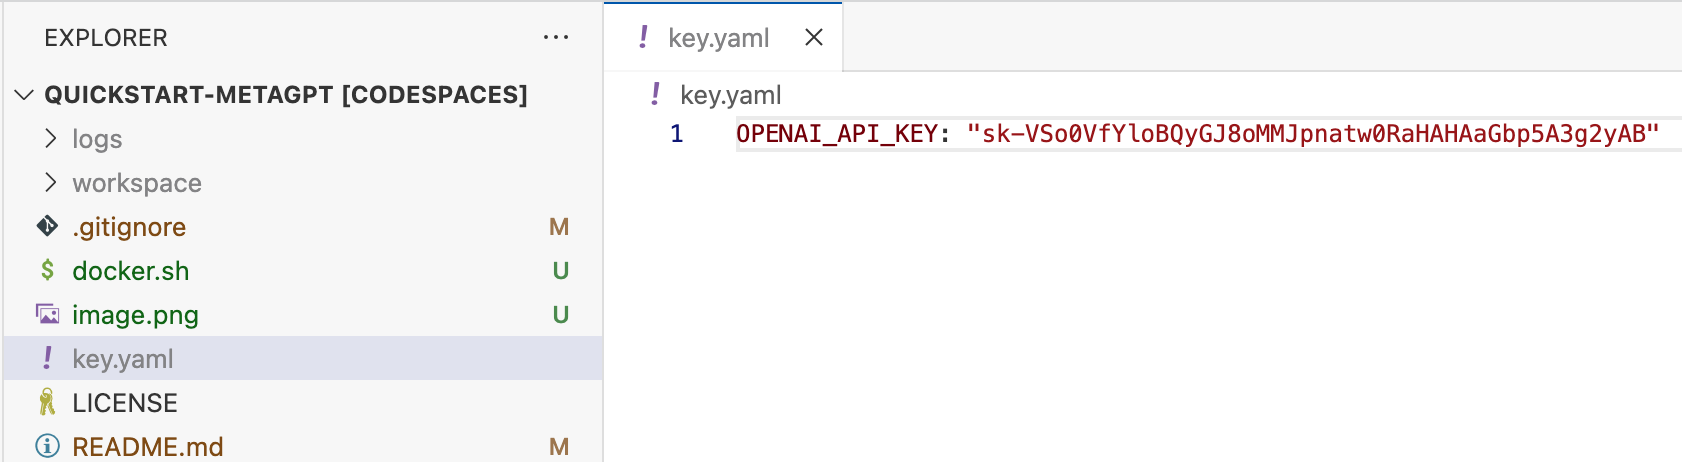 EXPLORER ...
QUICKSTART-METAGPT [CODESPACES]
logs
workspace
.gitignore M
docker.sh U
image.png U
key.yaml
LICENSE
README.md M
key.yaml
key.yaml
1 OPENAI_API_KEY: "sk-VSo0VfYloBQyGJ8oMMJpnatw0RaHAHAaGbp5A3g2yAB"